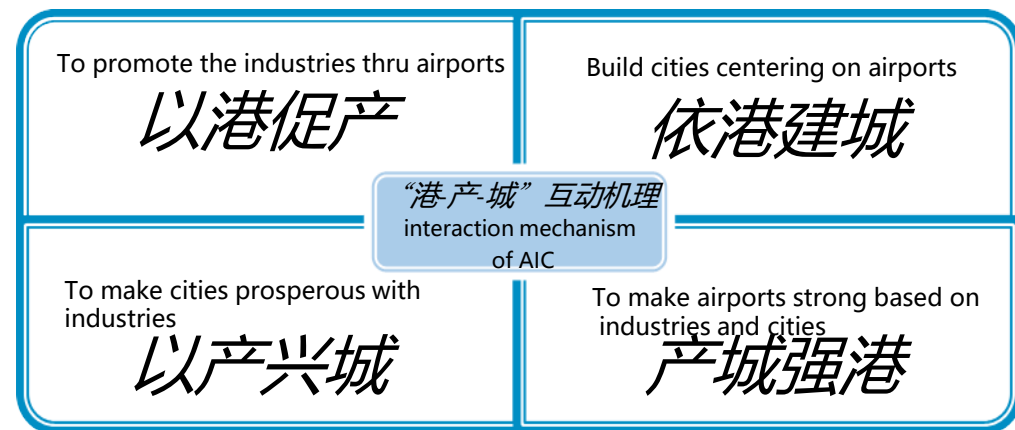 To promote the industries thru airports
以港促产
Build cities centering on airports
依港建城
“港-产-城”互动机理
interaction mechanism
of AIC
To make cities prosperous with
industries
以产兴城
To make airports strong based on
industries and cities
产城强港